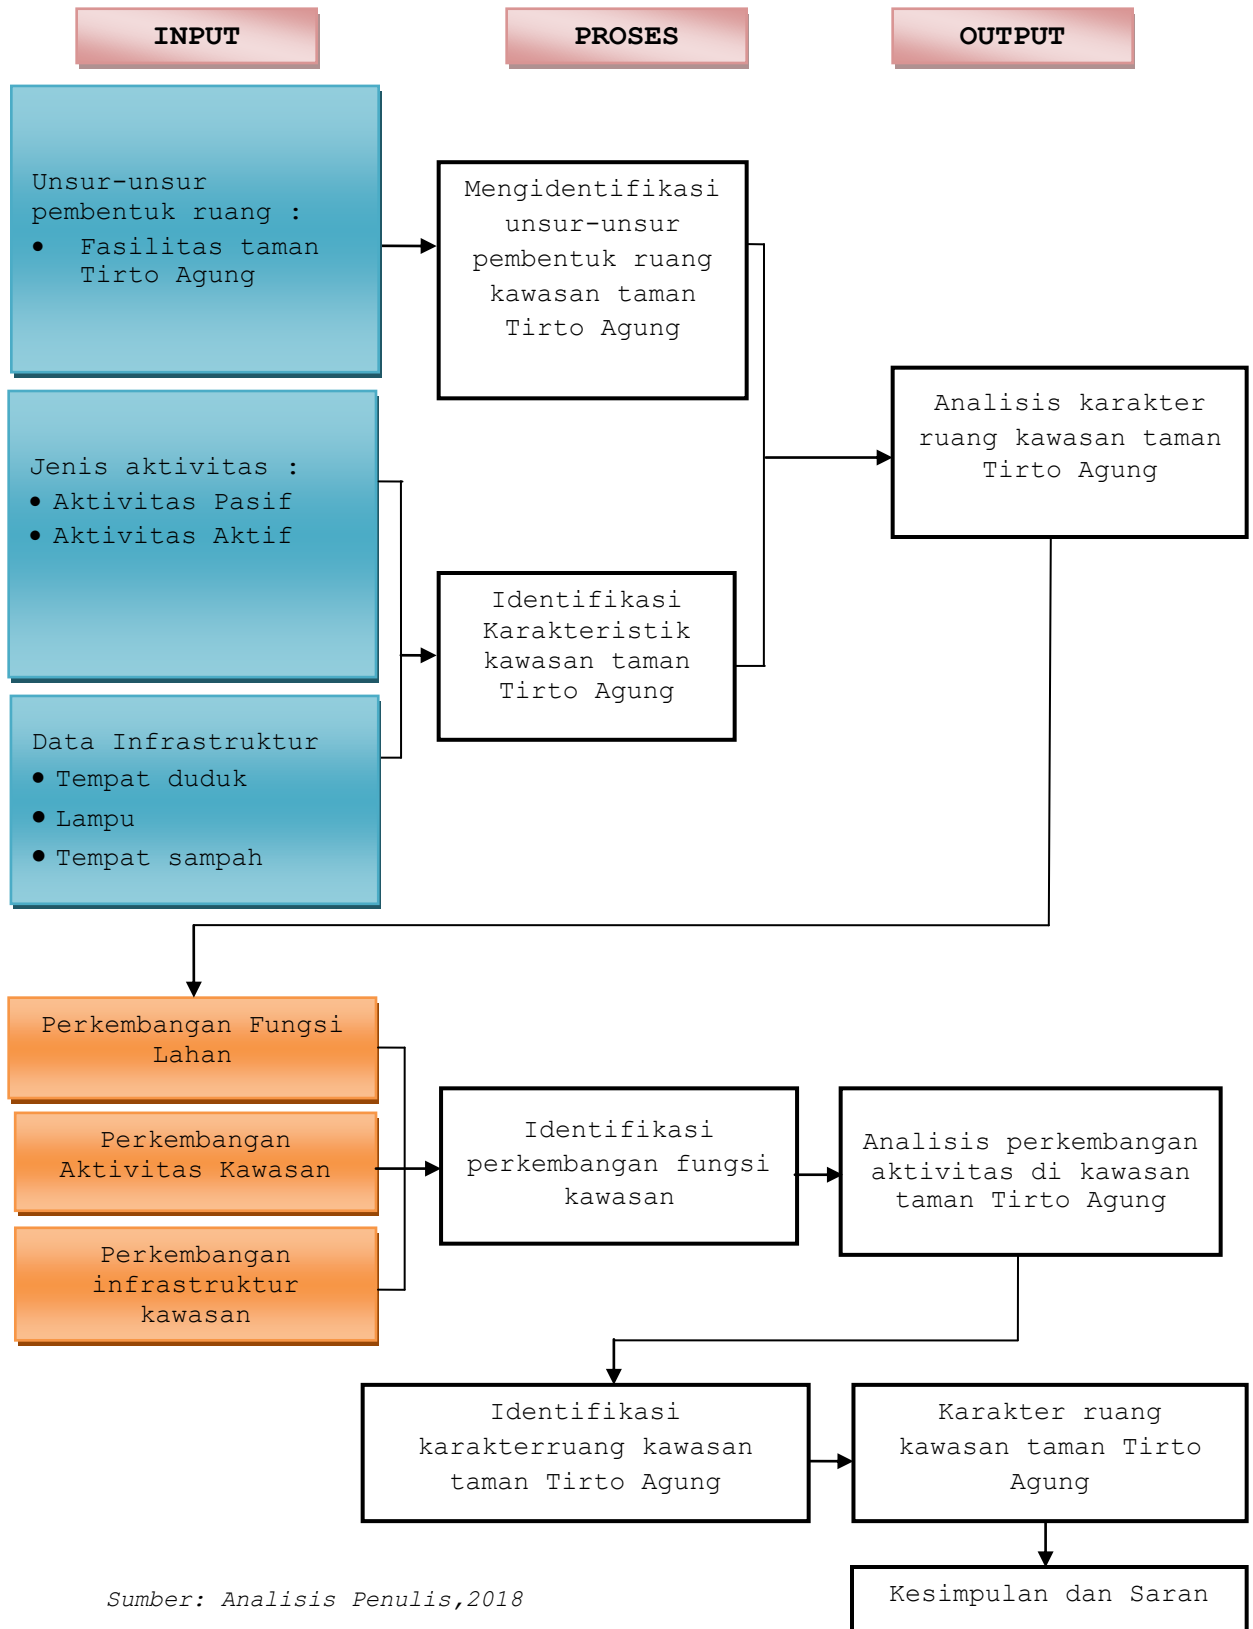 INPUT
PROSES
OUTPUT
Unsur-unsur
pembentuk ruang :
• Fasilitas taman
Tirto Agung
Mengidentifikasi
unsur-unsur
pembentuk ruang
kawasan taman
Tirto Agung
Analisis karakter
ruang kawasan taman
Tirto Agung
Jenis aktivitas :
• Aktivitas Pasif
• Aktivitas Aktif
Identifikasi
Karakteristik
kawasan taman
Tirto Agung
Data Infrastruktur
• Tempat duduk
• Lampu
• Tempat sampah
Perkembangan Fungsi
Lahan
Perkembangan
Aktivitas Kawasan
Perkembangan
infrastruktur
kawasan
Identifikasi
perkembangan fungsi
kawasan
Analisis perkembangan
aktivitas di kawasan
taman Tirto Agung
Identifikasi
karakterruang kawasan
taman Tirto Agung
Karakter ruang
kawasan taman Tirto
Agung
Kesimpulan dan Saran
Sumber: Analisis Penulis,2018